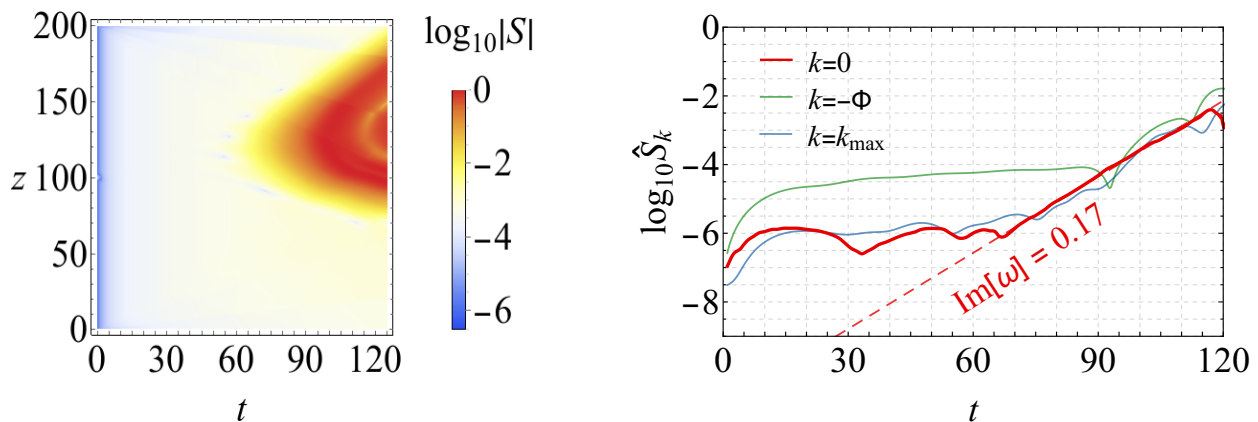 200
150
z 100
50
0
0 30 60 90 120
t
log₁₀|S|
0
−2
−4
−6
0
−2
−4
−6
−8
log₁₀Ŝₖ
k=0
k=−Φ
k=kₘₐₓ
Im[ω] = 0.17
0 30 60 90 120
t